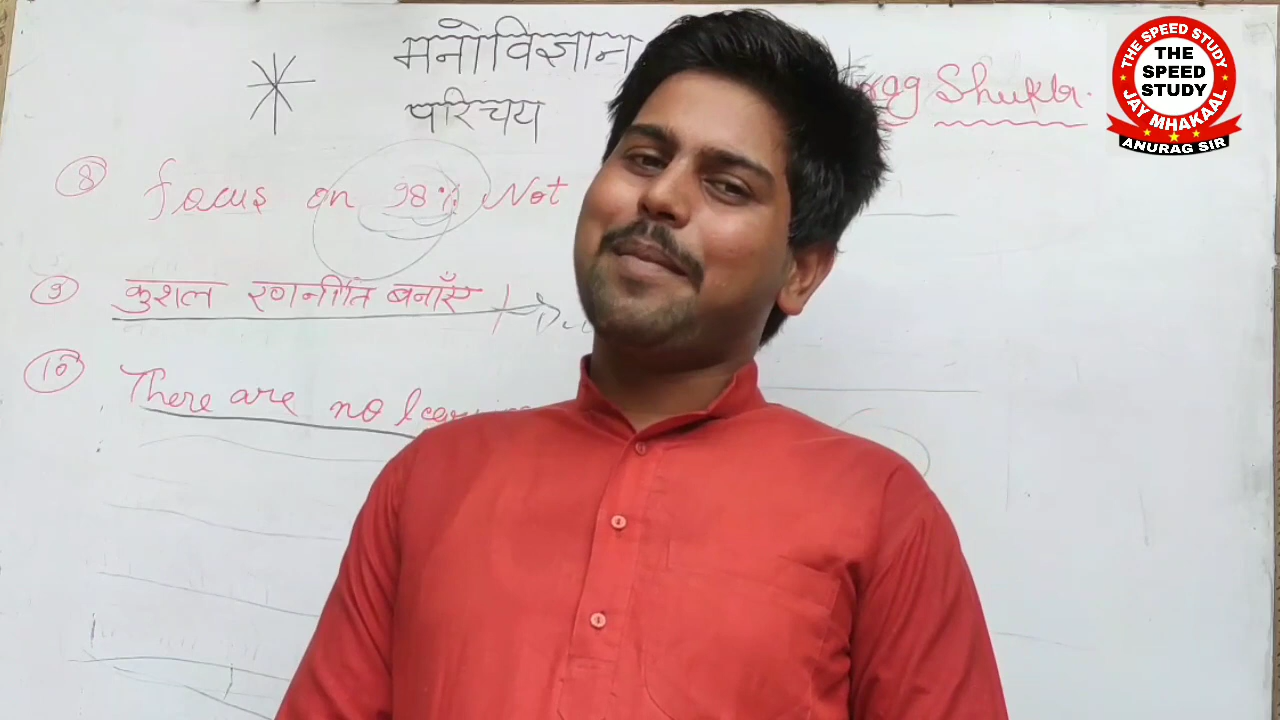 मनोविज्ञान
परिचय
Shukla.
8 focus on 98% Not
9 कुशल रणनीति बनाएँ
10 There are no
THE SPEED STUDY
THE
SPEED
STUDY
JAY MHAKAAL
ANURAG SIR